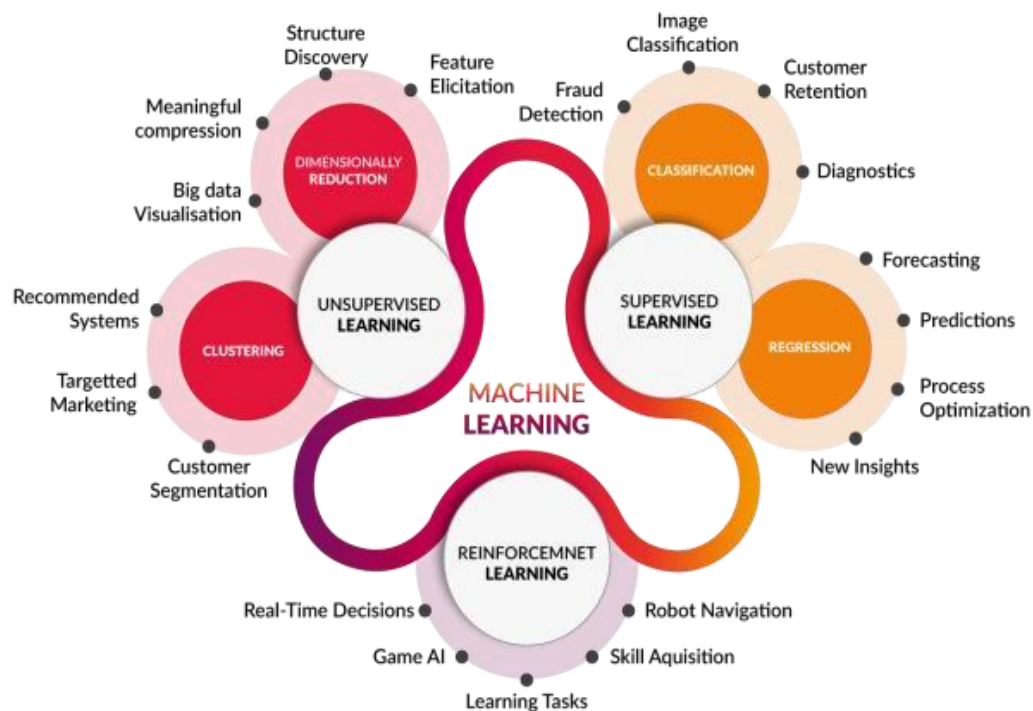 Structure
Discovery
Feature
Elicitation
Meaningful
compression
Big data
Visualisation
DIMENSIONALLY
REDUCTION
UNSUPERVISED
LEARNING
CLUSTERING
Recommended
Systems
Targetted
Marketing
Customer
Segmentation
Image
Classification
Fraud
Detection
Customer
Retention
CLASSIFICATION
Diagnostics
SUPERVISED
LEARNING
REGRESSION
Forecasting
Predictions
Process
Optimization
New Insights
MACHINE
LEARNING
REINFORCEMNET
LEARNING
Real-Time Decisions
Game AI
Learning Tasks
Skill Aquisition
Robot Navigation